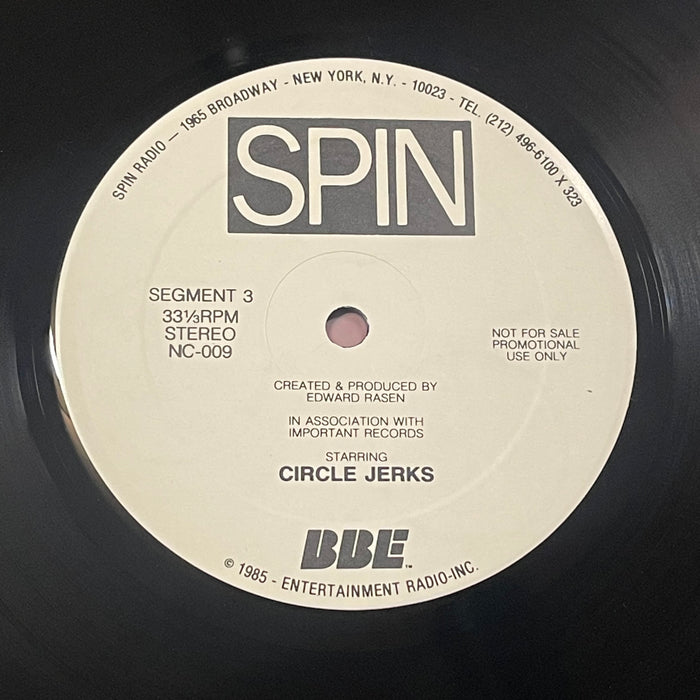 SPIN RADIO — 1965 BROADWAY - NEW YORK, N.Y. - 10023 - TEL. (212) 496-6100 X 323
SPIN
SEGMENT 3
33⅓RPM
STEREO
NC-009
NOT FOR SALE
PROMOTIONAL
USE ONLY
CREATED & PRODUCED BY
EDWARD RASEN
IN ASSOCIATION WITH
IMPORTANT RECORDS
STARRING
CIRCLE JERKS
BBE™
© 1985 - ENTERTAINMENT RADIO-INC.